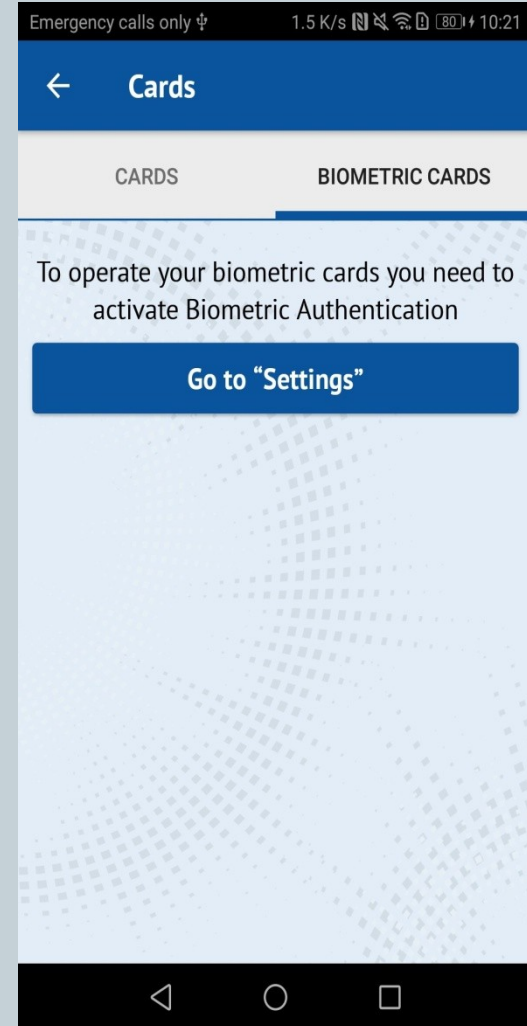 Emergency calls only 1.5 K/s 80 10:21
Cards
CARDS BIOMETRIC CARDS
To operate your biometric cards you need to
activate Biometric Authentication
Go to “Settings”